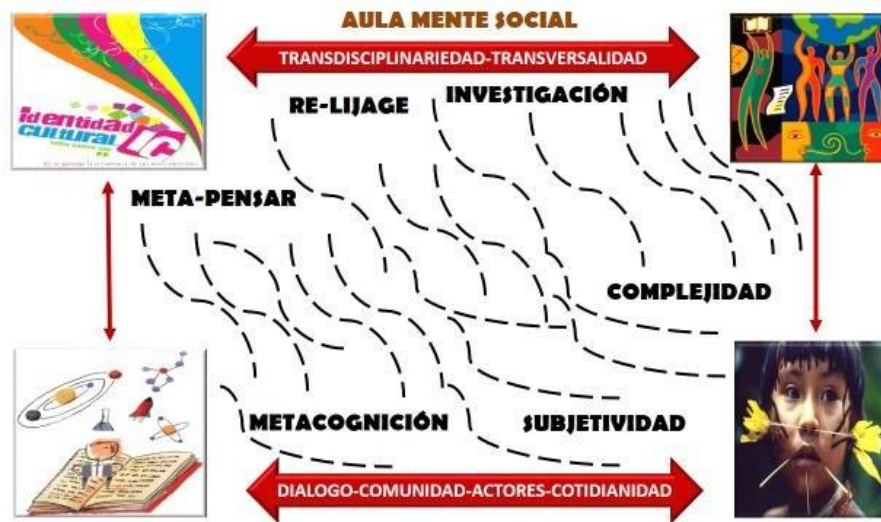 AULA MENTE SOCIAL
TRANSDISCIPLINARIEDAD-TRANSVERSALIDAD
identidad
cultural
IC
RE-LIJAGE
INVESTIGACIÓN
META-PENSAR
COMPLEJIDAD
METACOGNICIÓN
SUBJETIVIDAD
DIALOGO-COMUNIDAD-ACTORES-COTIDIANIDAD